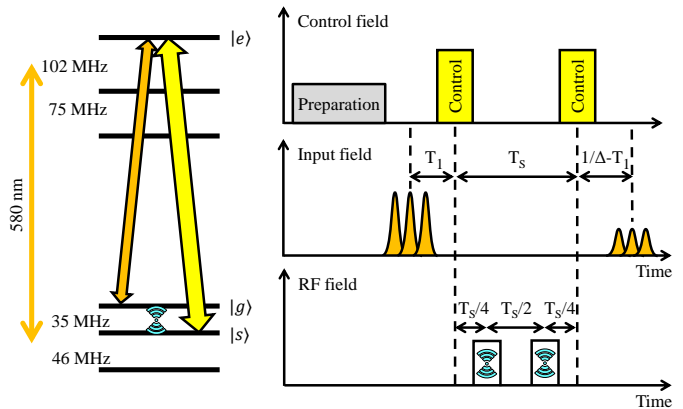 |e⟩
102 MHz
75 MHz
580 nm
|g⟩
35 MHz
|s⟩
46 MHz
Control field
Preparation
Control
Control
Input field
T₁
Tₛ
1/Δ-T₁
Time
RF field
Tₛ/4
Tₛ/2
Tₛ/4
Time